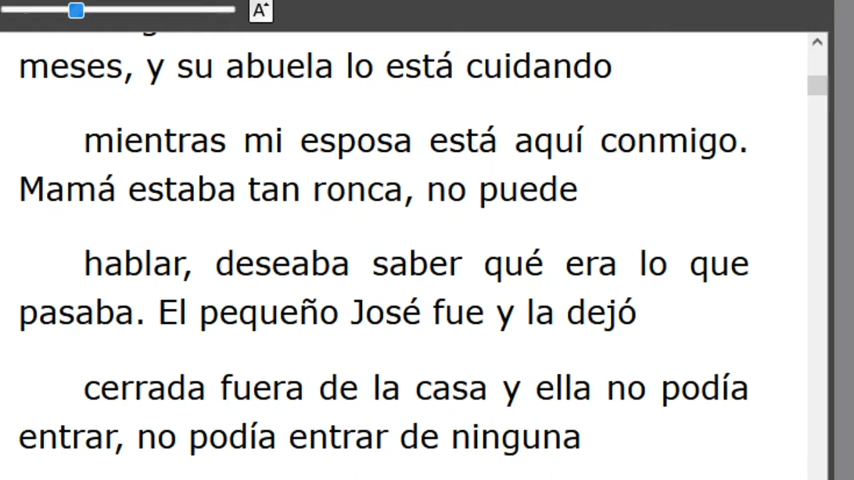 A
meses, y su abuela lo está cuidando
mientras mi esposa está aquí conmigo.
Mamá estaba tan ronca, no puede
hablar, deseaba saber qué era lo que
pasaba. El pequeño José fue y la dejó
cerrada fuera de la casa y ella no podía
entrar, no podía entrar de ninguna